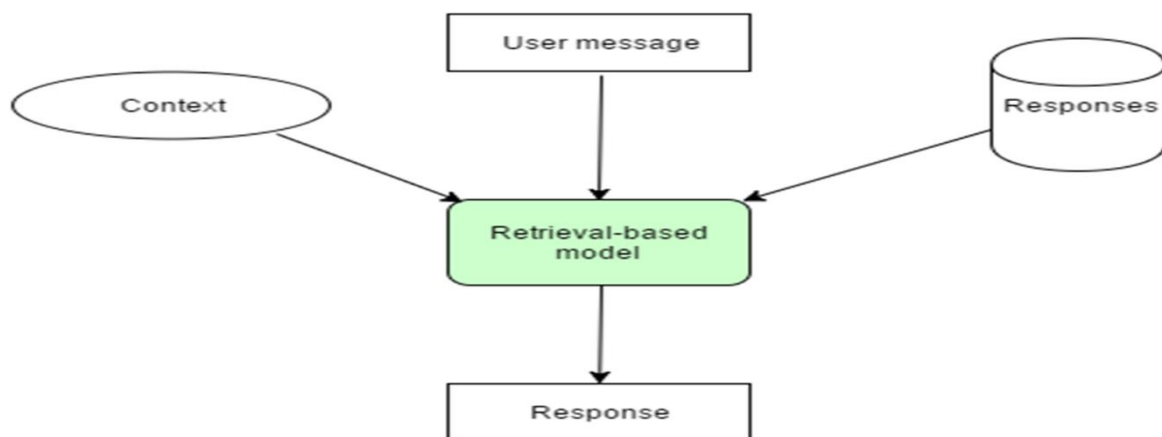 User message
Context
Responses
Retrieval-based
model
Response